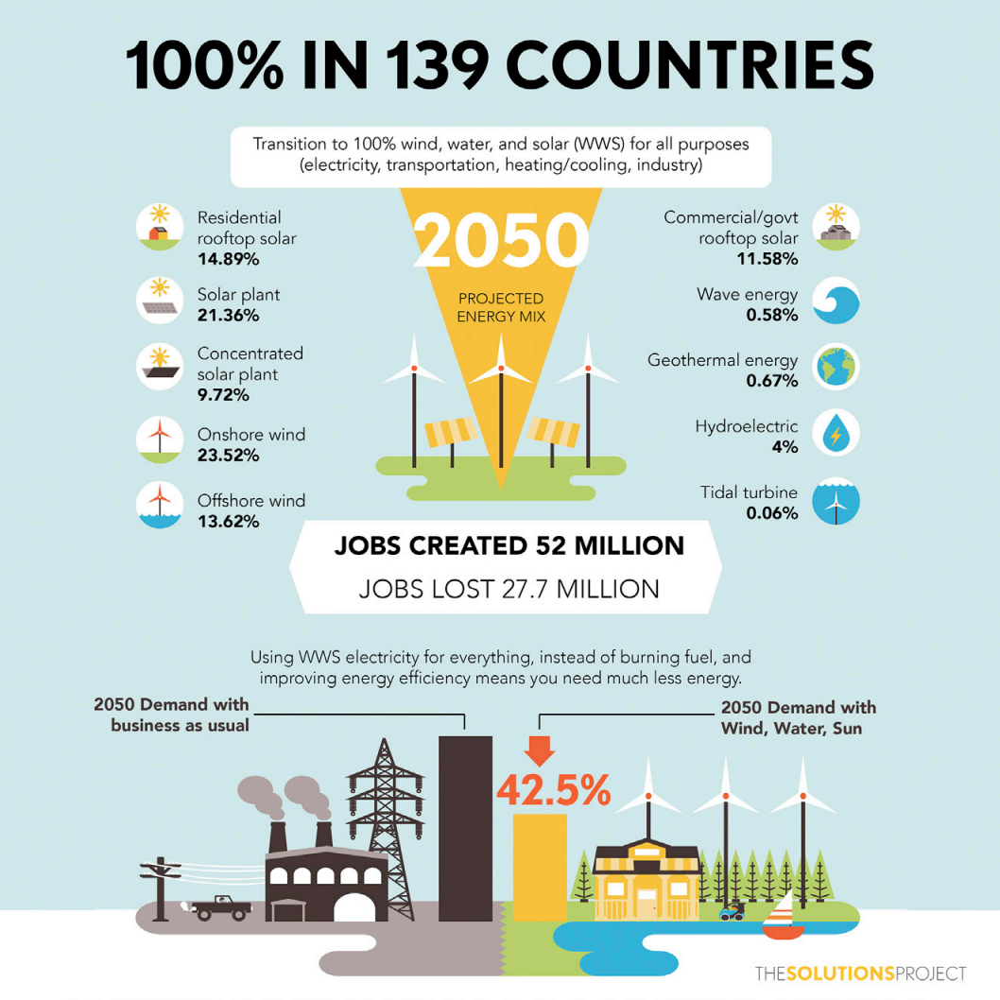 100% IN 139 COUNTRIES
Transition to 100% wind, water, and solar (WWS) for all purposes
(electricity, transportation, heating/cooling, industry)
2050
PROJECTED
ENERGY MIX
Residential
rooftop solar
14.89%
Solar plant
21.36%
Concentrated
solar plant
9.72%
Onshore wind
23.52%
Offshore wind
13.62%
Commercial/govt
rooftop solar
11.58%
Wave energy
0.58%
Geothermal energy
0.67%
Hydroelectric
4%
Tidal turbine
0.06%
JOBS CREATED 52 MILLION
JOBS LOST 27.7 MILLION
Using WWS electricity for everything, instead of burning fuel, and
improving energy efficiency means you need much less energy.
2050 Demand with
business as usual
2050 Demand with
Wind, Water, Sun
42.5%
THESOLUTIONSPROJECT